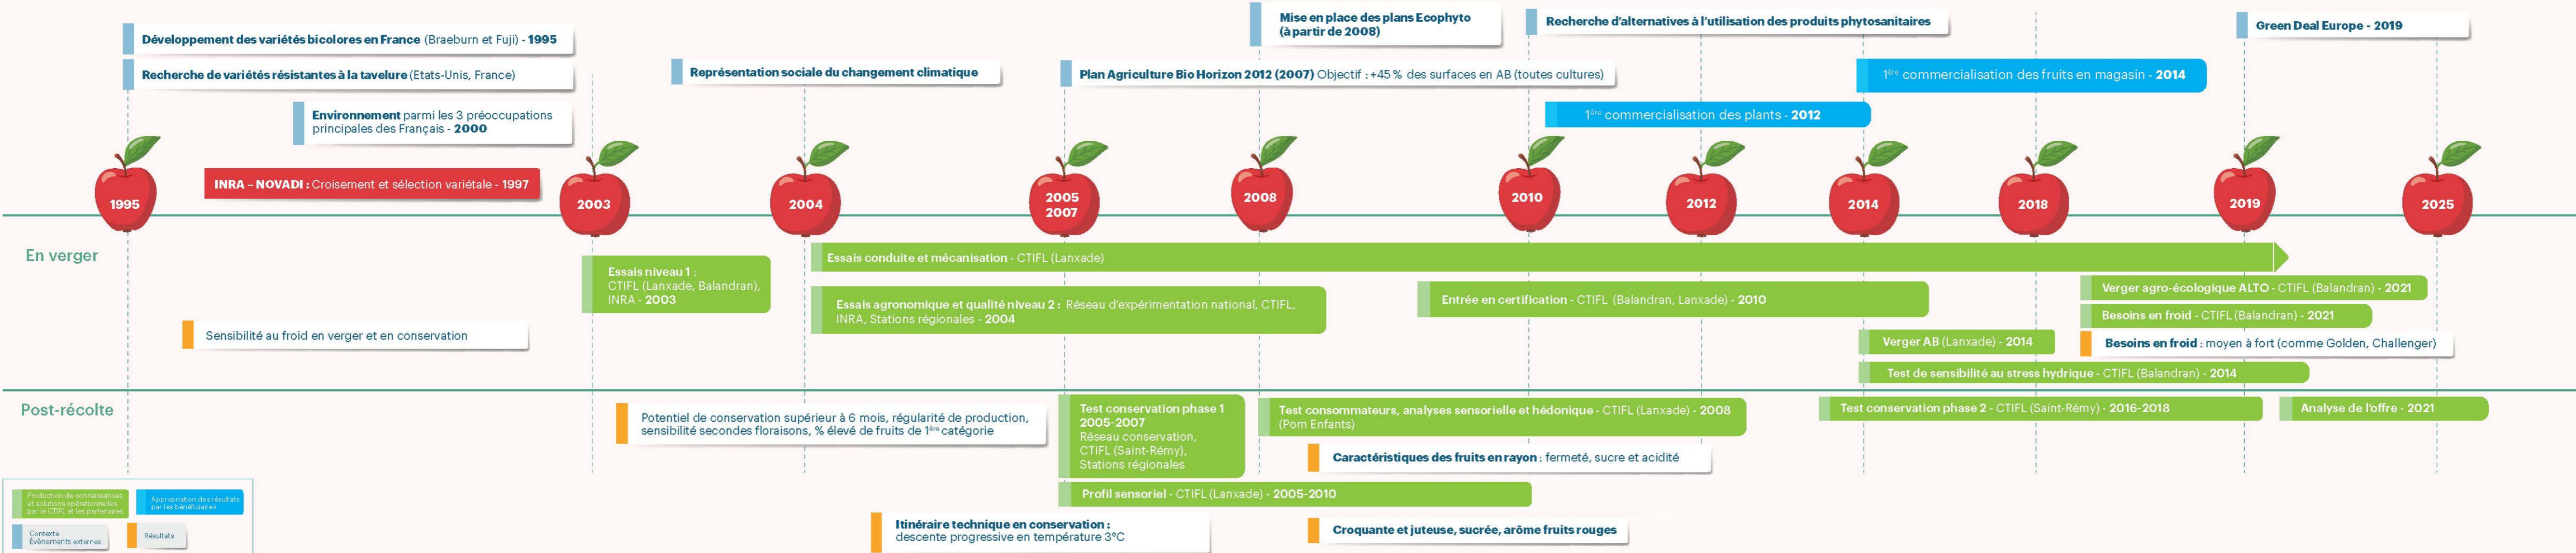 Développement des variétés bicolores en France (Braeburn et Fuji) - 1995
Recherche de variétés résistantes à la tavelure (Etats-Unis, France)
Environnement parmi les 3 préoccupations
principales des Français - 2000
INRA – NOVADI : Croisement et sélection variétale - 1997
Représentation sociale du changement climatique
Plan Agriculture Bio Horizon 2012 (2007) Objectif : +45 % des surfaces en AB (toutes cultures)
Mise en place des plans Ecophyto
(à partir de 2008)
Recherche d’alternatives à l’utilisation des produits phytosanitaires
1ère commercialisation des plants - 2012
1ère commercialisation des fruits en magasin - 2014
Green Deal Europe - 2019
1995
2003
2004
2005
2007
2008
2010
2012
2014
2018
2019
2025
En verger
Essais niveau 1 :
CTIFL (Lanxade, Balandran),
INRA - 2003
Sensibilité au froid en verger et en conservation
Essais conduite et mécanisation - CTIFL (Lanxade)
Essais agronomique et qualité niveau 2 : Réseau d’expérimentation national, CTIFL,
INRA, Stations régionales - 2004
Entrée en certification - CTIFL (Balandran, Lanxade) - 2010
Verger AB (Lanxade) - 2014
Test de sensibilité au stress hydrique - CTIFL (Balandran) - 2014
Verger agro-écologique ALTO - CTIFL (Balandran) - 2021
Besoins en froid - CTIFL (Balandran) - 2021
Besoins en froid : moyen à fort (comme Golden, Challenger)
Post-récolte
Potentiel de conservation supérieur à 6 mois, régularité de production,
sensibilité secondes floraisons, % élevé de fruits de 1ère catégorie
Test conservation phase 1
2005-2007
Réseau conservation,
CTIFL (Saint-Rémy),
Stations régionales
Test consommateurs, analyses sensorielle et hédonique - CTIFL (Lanxade) - 2008
(Pom Enfants)
Caractéristiques des fruits en rayon : fermeté, sucre et acidité
Profil sensoriel - CTIFL (Lanxade) - 2005-2010
Itinéraire technique en conservation :
descente progressive en température 3°C
Croquante et juteuse, sucrée, arôme fruits rouges
Test conservation phase 2 - CTIFL (Saint-Rémy) - 2016-2018
Analyse de l’offre - 2021
Production de connaissances
et solutions opérationnelles
par le CTIFL et les partenaires
Appropriation des résultats
par les bénéficiaires
Contexte
Évènements externes
Résultats